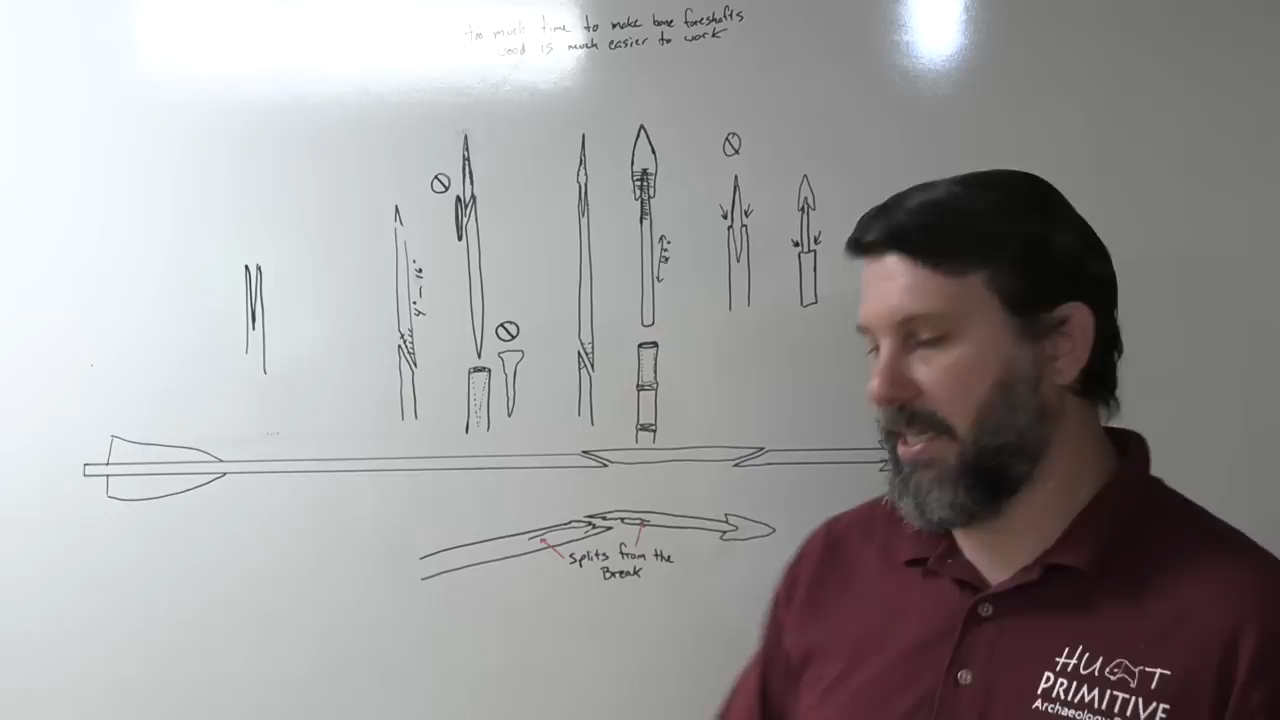 too much time to make bone foreshafts
wood is much easier to work
4" – 16"
splits from the
Break
HUNT
PRIMITIVE
Archaeology